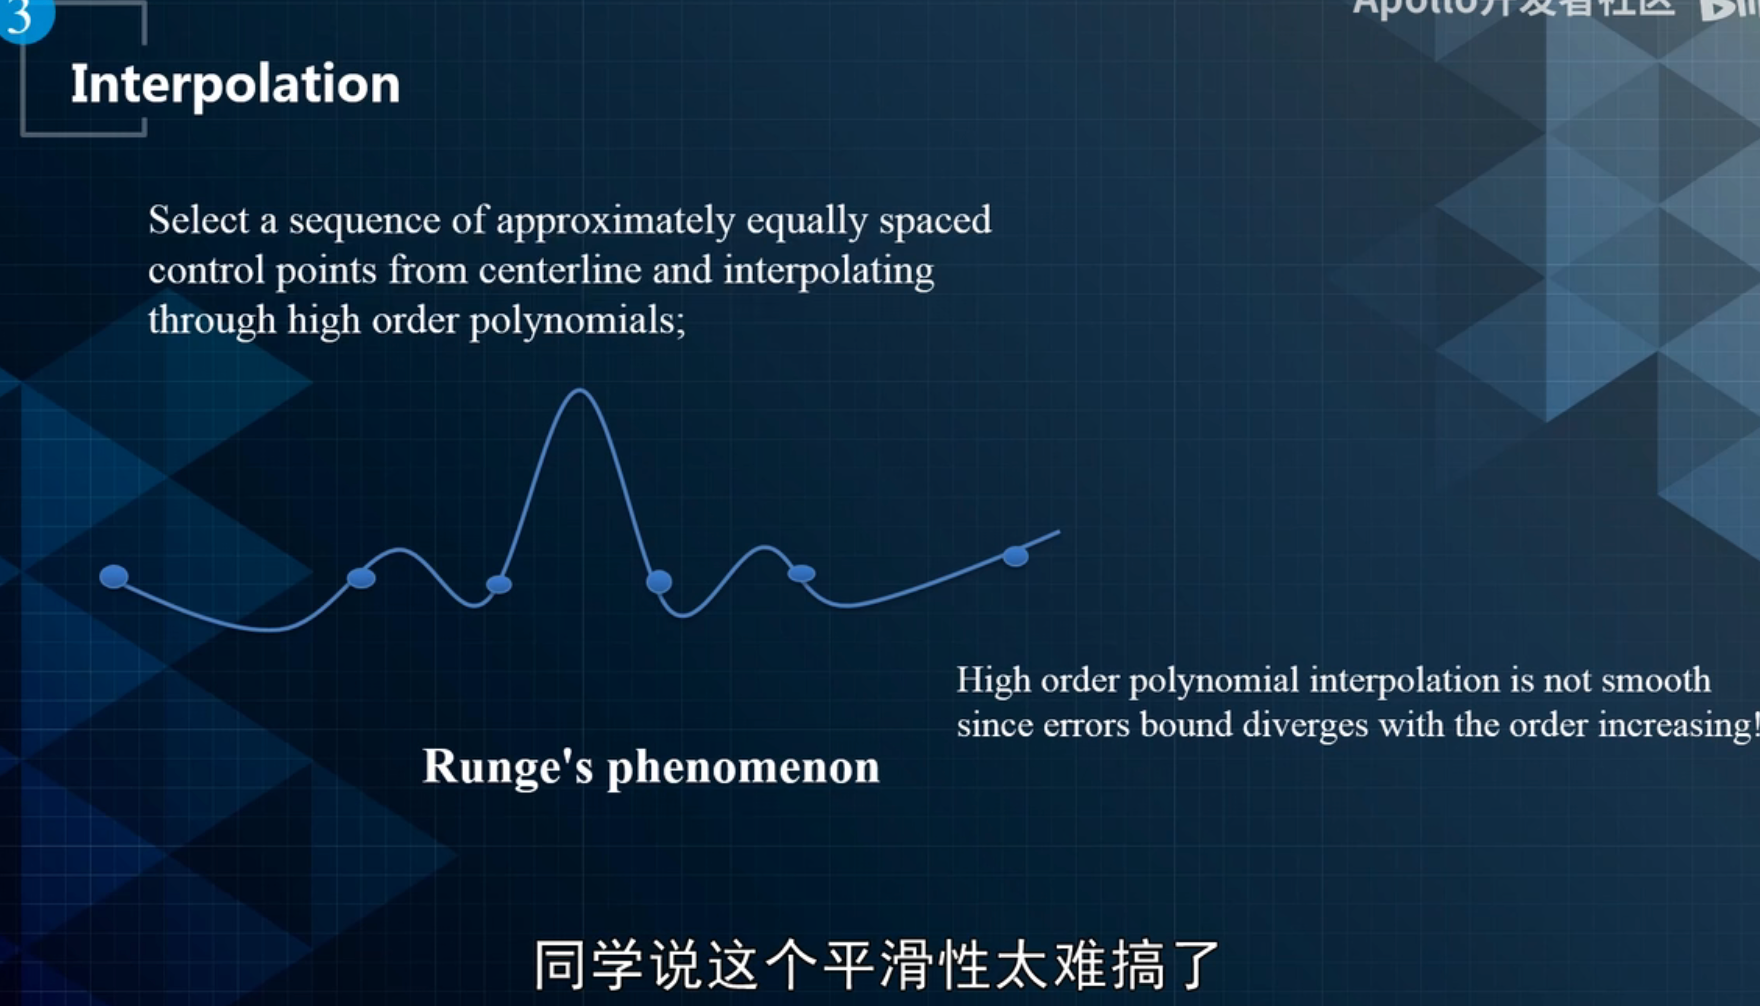 3
Apollo开发者社区
Interpolation
Select a sequence of approximately equally spaced
control points from centerline and interpolating
through high order polynomials;
High order polynomial interpolation is not smooth
since errors bound diverges with the order increasing!
Runge's phenomenon
同学说这个平滑性太难搞了